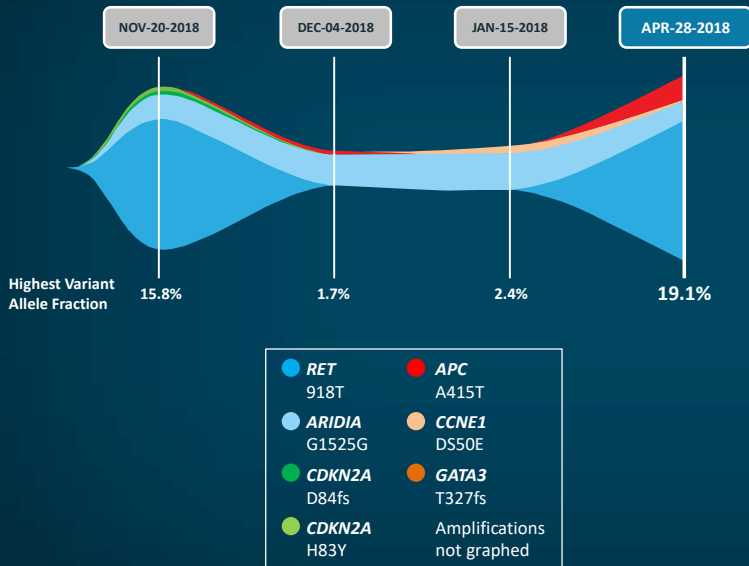 NOV-20-2018
DEC-04-2018
JAN-15-2018
APR-28-2018
Highest Variant
Allele Fraction
15.8%
1.7%
2.4%
19.1%
RET
918T
APC
A415T
ARIDIA
G1525G
CCNE1
DS50E
CDKN2A
D84fs
GATA3
T327fs
CDKN2A
H83Y
Amplifications
not graphed